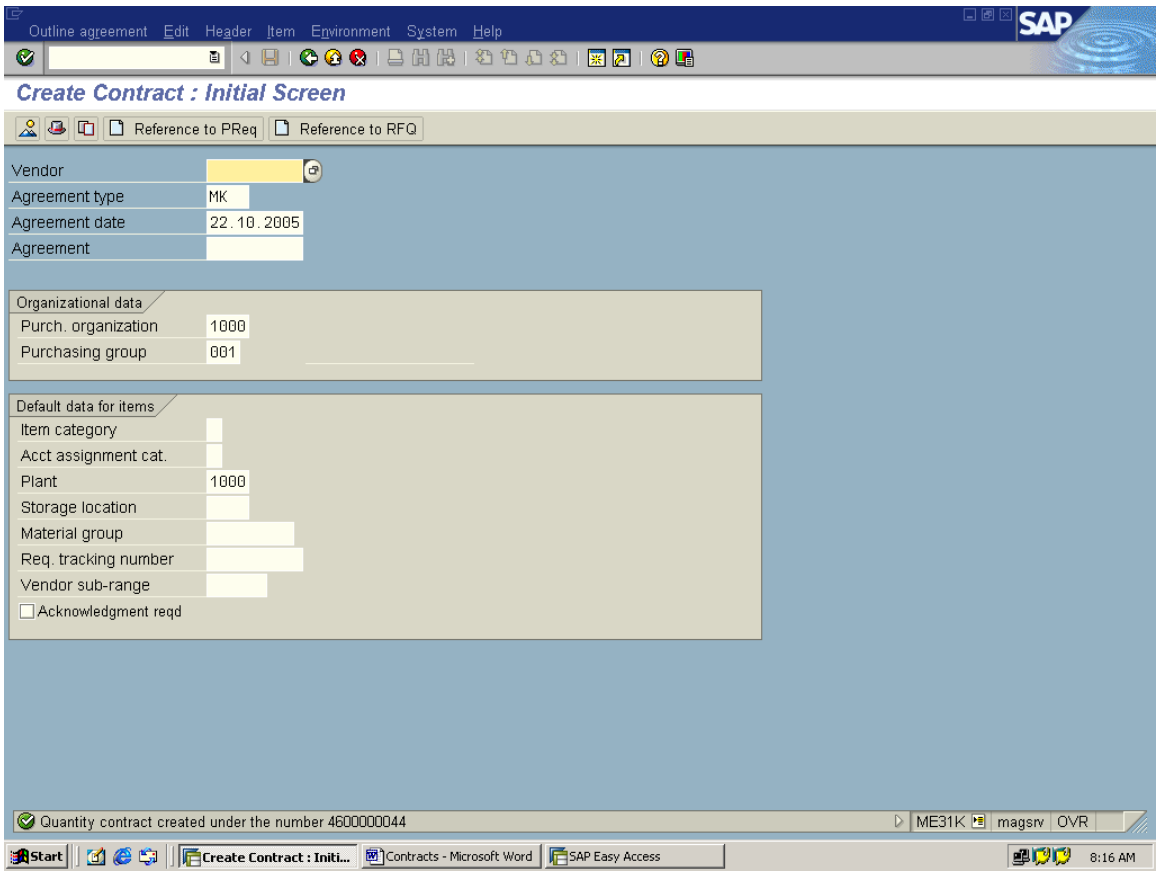 Outline agreement Edit Header Item Environment System Help
SAP
Create Contract : Initial Screen
Reference to PReq Reference to RFQ
Vendor
Agreement type MK
Agreement date 22.10.2005
Agreement
Organizational data
Purch. organization 1000
Purchasing group 001
Default data for items
Item category
Acct assignment cat.
Plant 1000
Storage location
Material group
Req. tracking number
Vendor sub-range
Acknowledgment reqd
Quantity contract created under the number 4600000044 ME31K magsrv OVR
Start Create Contract : Initi... Contracts - Microsoft Word SAP Easy Access 8:16 AM